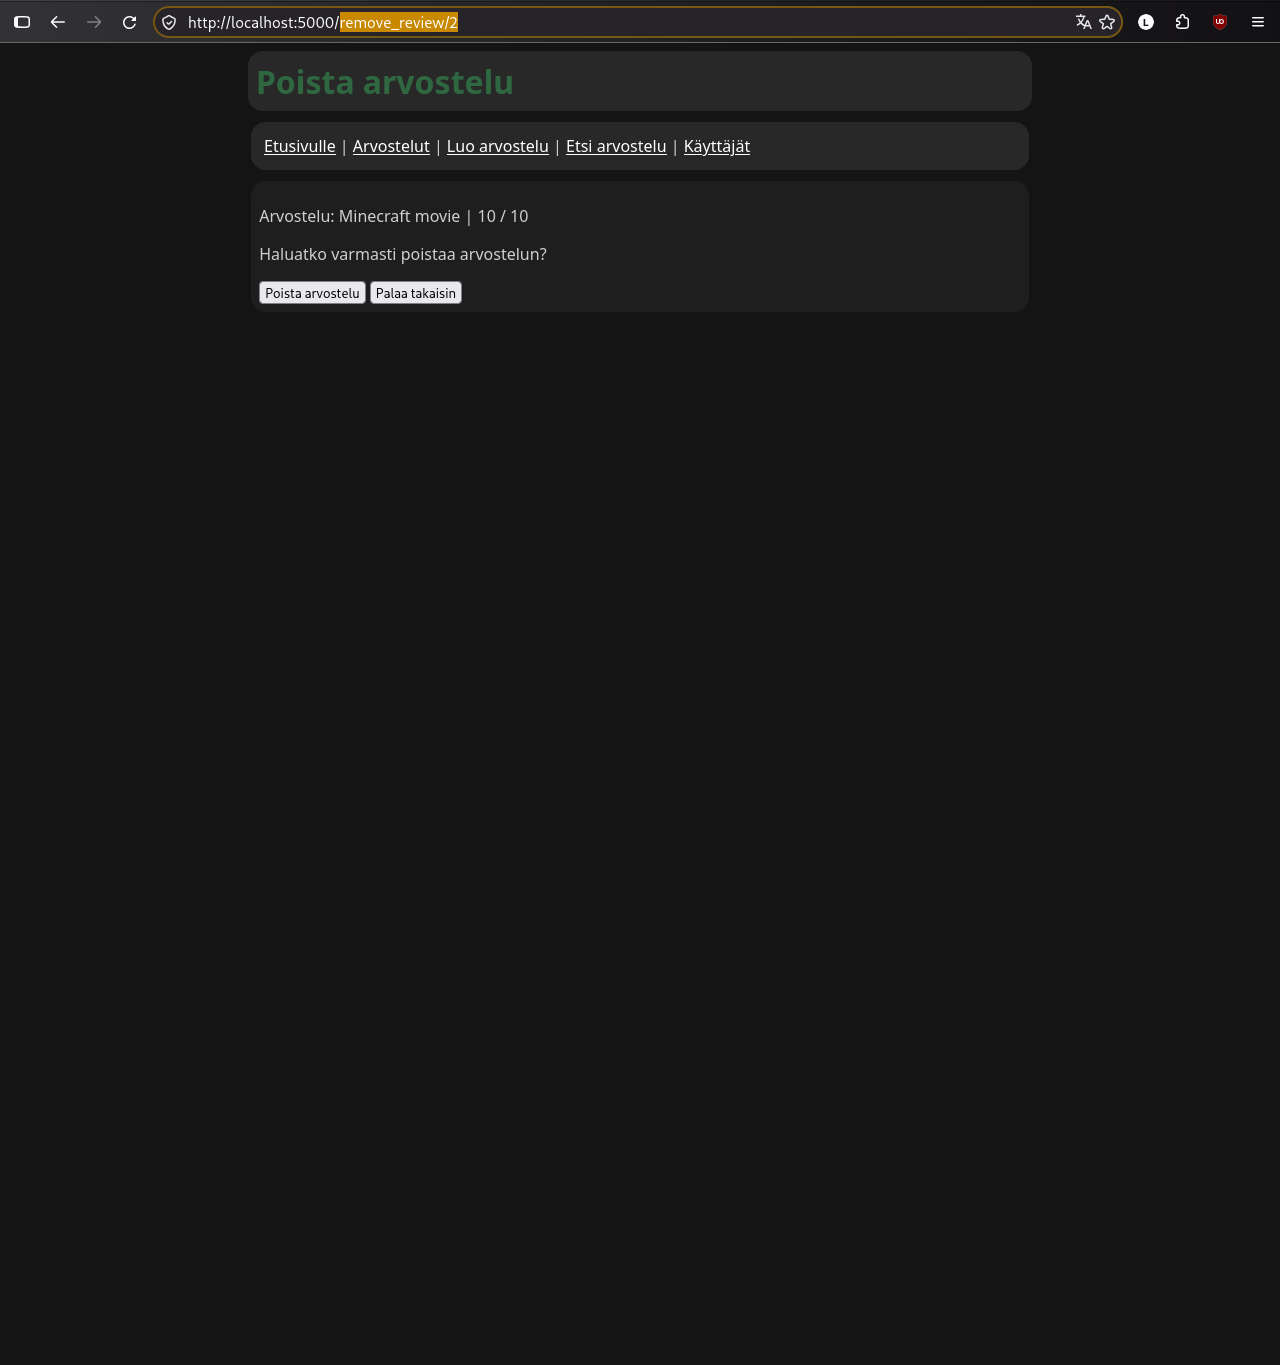 http://localhost:5000/remove_review/2
L
UD
Poista arvostelu
Etusivulle | Arvostelut | Luo arvostelu | Etsi arvostelu | Käyttäjät
Arvostelu: Minecraft movie | 10 / 10
Haluatko varmasti poistaa arvostelun?
Poista arvostelu Palaa takaisin